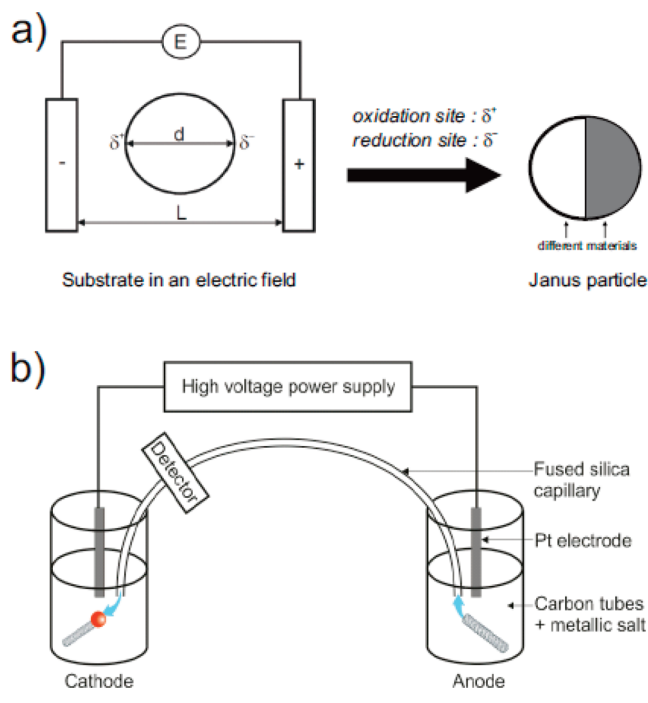 a)
E
δ+ d δ-
-
+
L
Substrate in an electric field
oxidation site : δ+
reduction site : δ-
different materials
Janus particle
b)
High voltage power supply
Detector
Fused silica
capillary
Pt electrode
Carbon tubes
+ metallic salt
Cathode
Anode